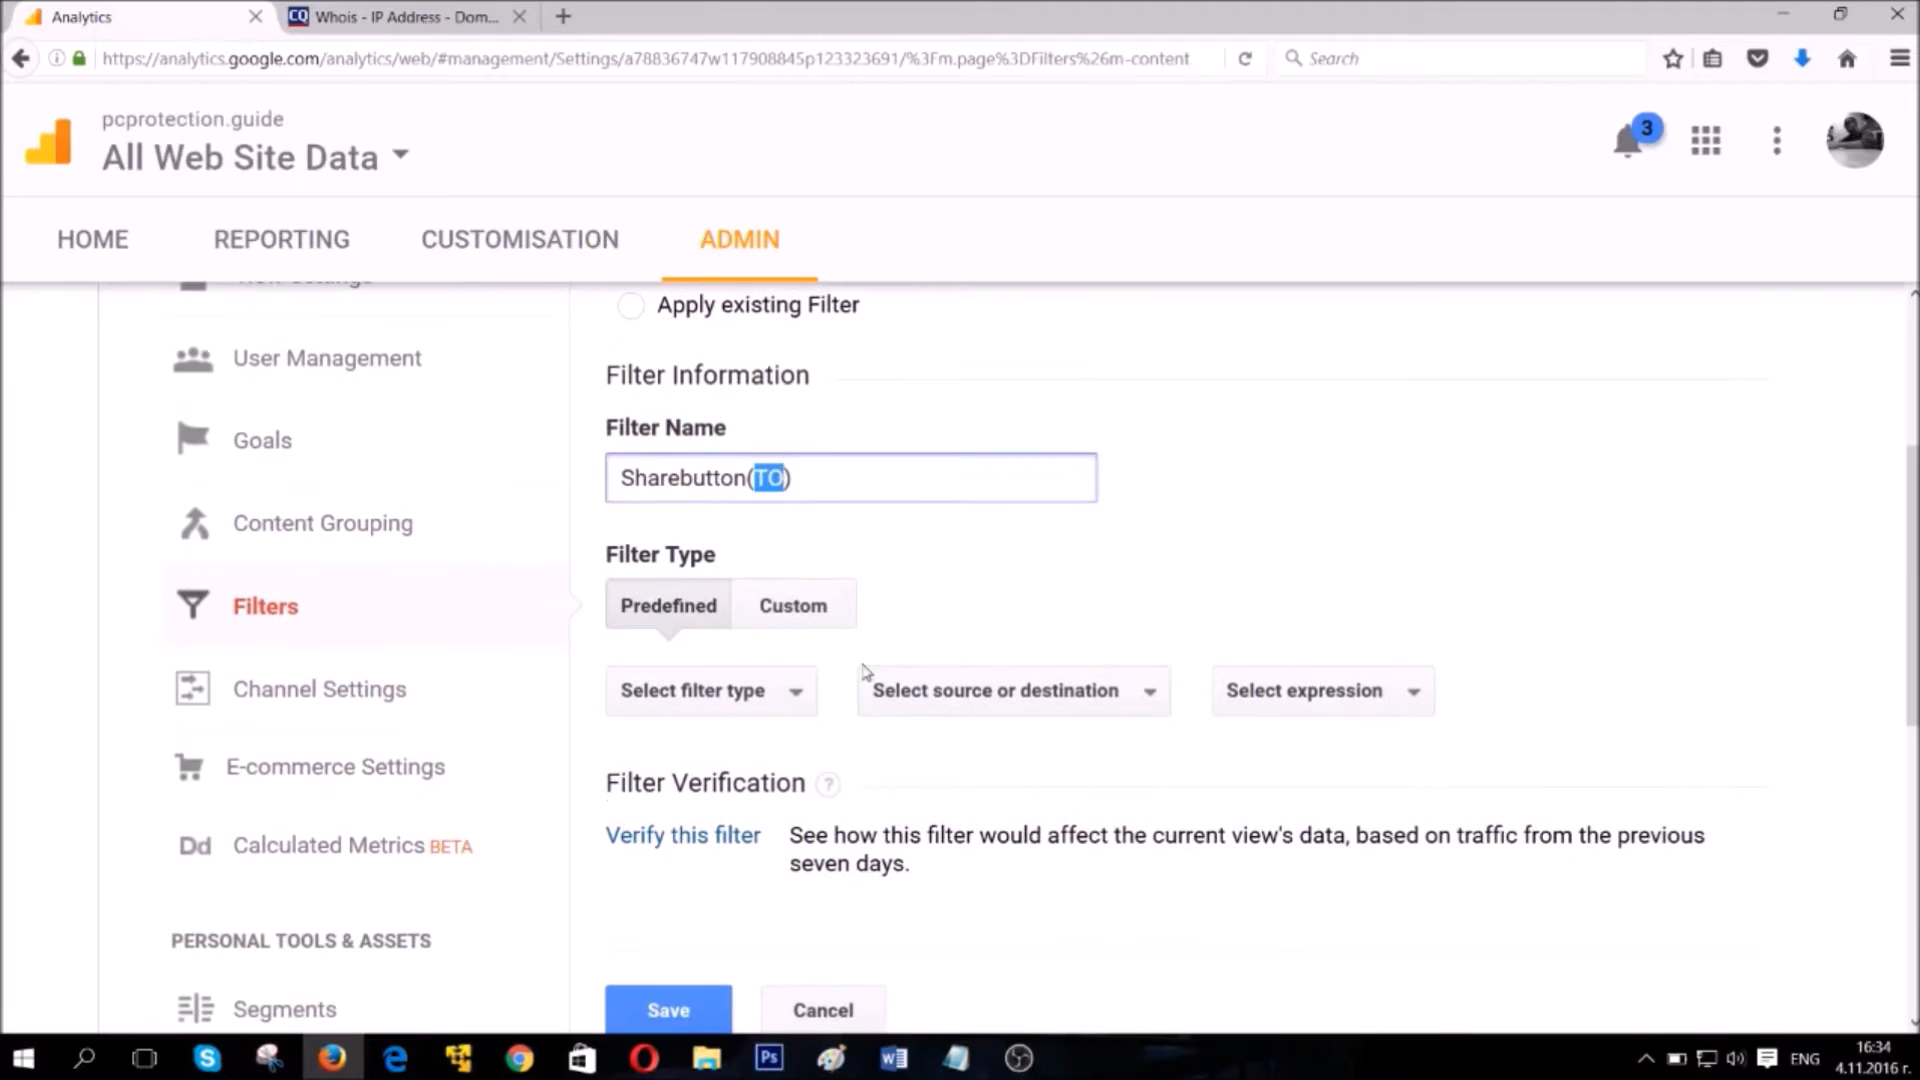 Analytics
CQ Whois - IP Address - Dom...
https://analytics.google.com/analytics/web/#management/Settings/a78836747w117908845p123323691/%3Fm.page%3DFilters%26m-content
Search
pcprotection.guide
All Web Site Data
3
HOME
REPORTING
CUSTOMISATION
ADMIN
Apply existing Filter
User Management
Filter Information
Filter Name
Goals
Sharebutton(TO)
Content Grouping
Filter Type
Filters
Predefined
Custom
Channel Settings
Select filter type
Select source or destination
Select expression
E-commerce Settings
Filter Verification ?
Verify this filter
See how this filter would affect the current view's data, based on traffic from the previous
seven days.
Dd Calculated Metrics BETA
PERSONAL TOOLS & ASSETS
Segments
Save
Cancel
Ps
ENG
16:34
4.11.2016 г.